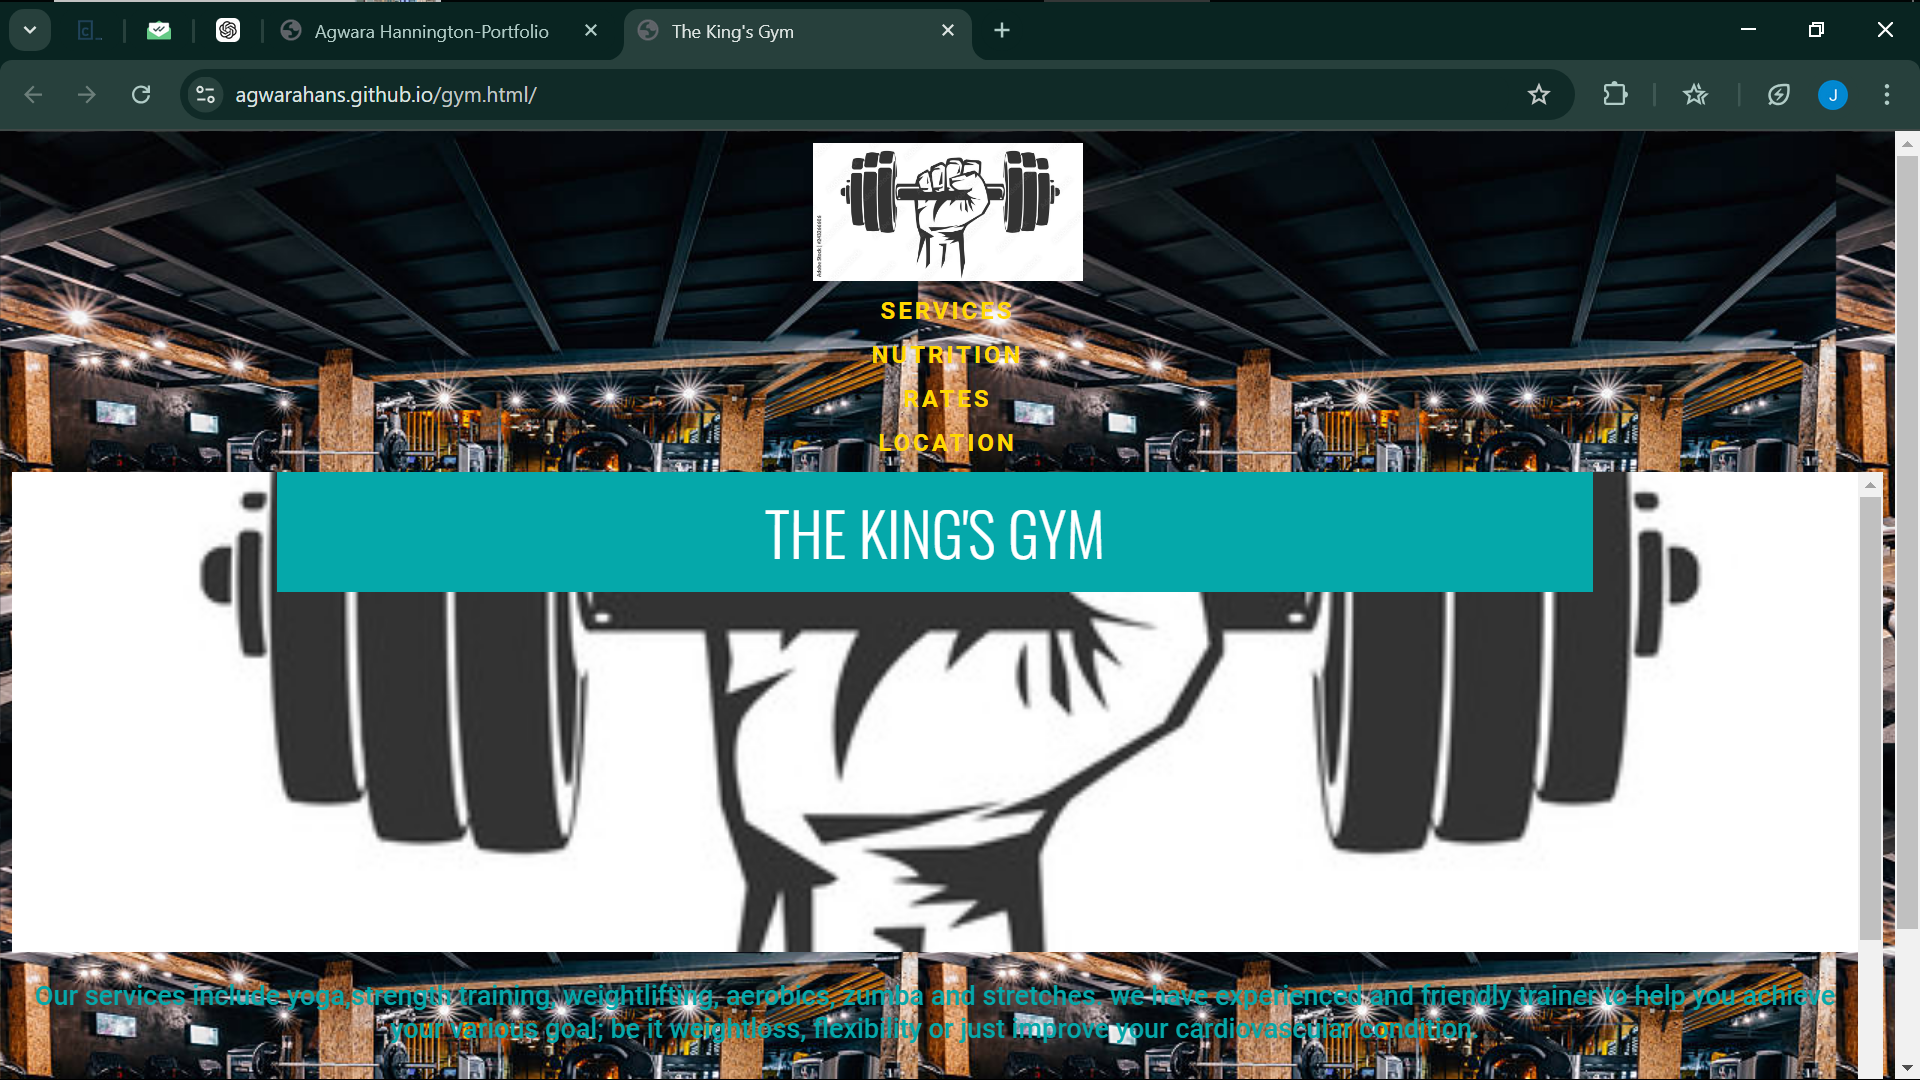 Agwara Hannington-Portfolio
The King's Gym
agwarahans.github.io/gym.html/
J
SERVICES
NUTRITION
RATES
LOCATION
THE KING'S GYM
Our services include yoga,strength training, weightlifting, aerobics, zumba and stretches. we have experienced and friendly trainer to help you achieve
your various goal; be it weightloss, flexibility or just improve your cardiovascular condition.